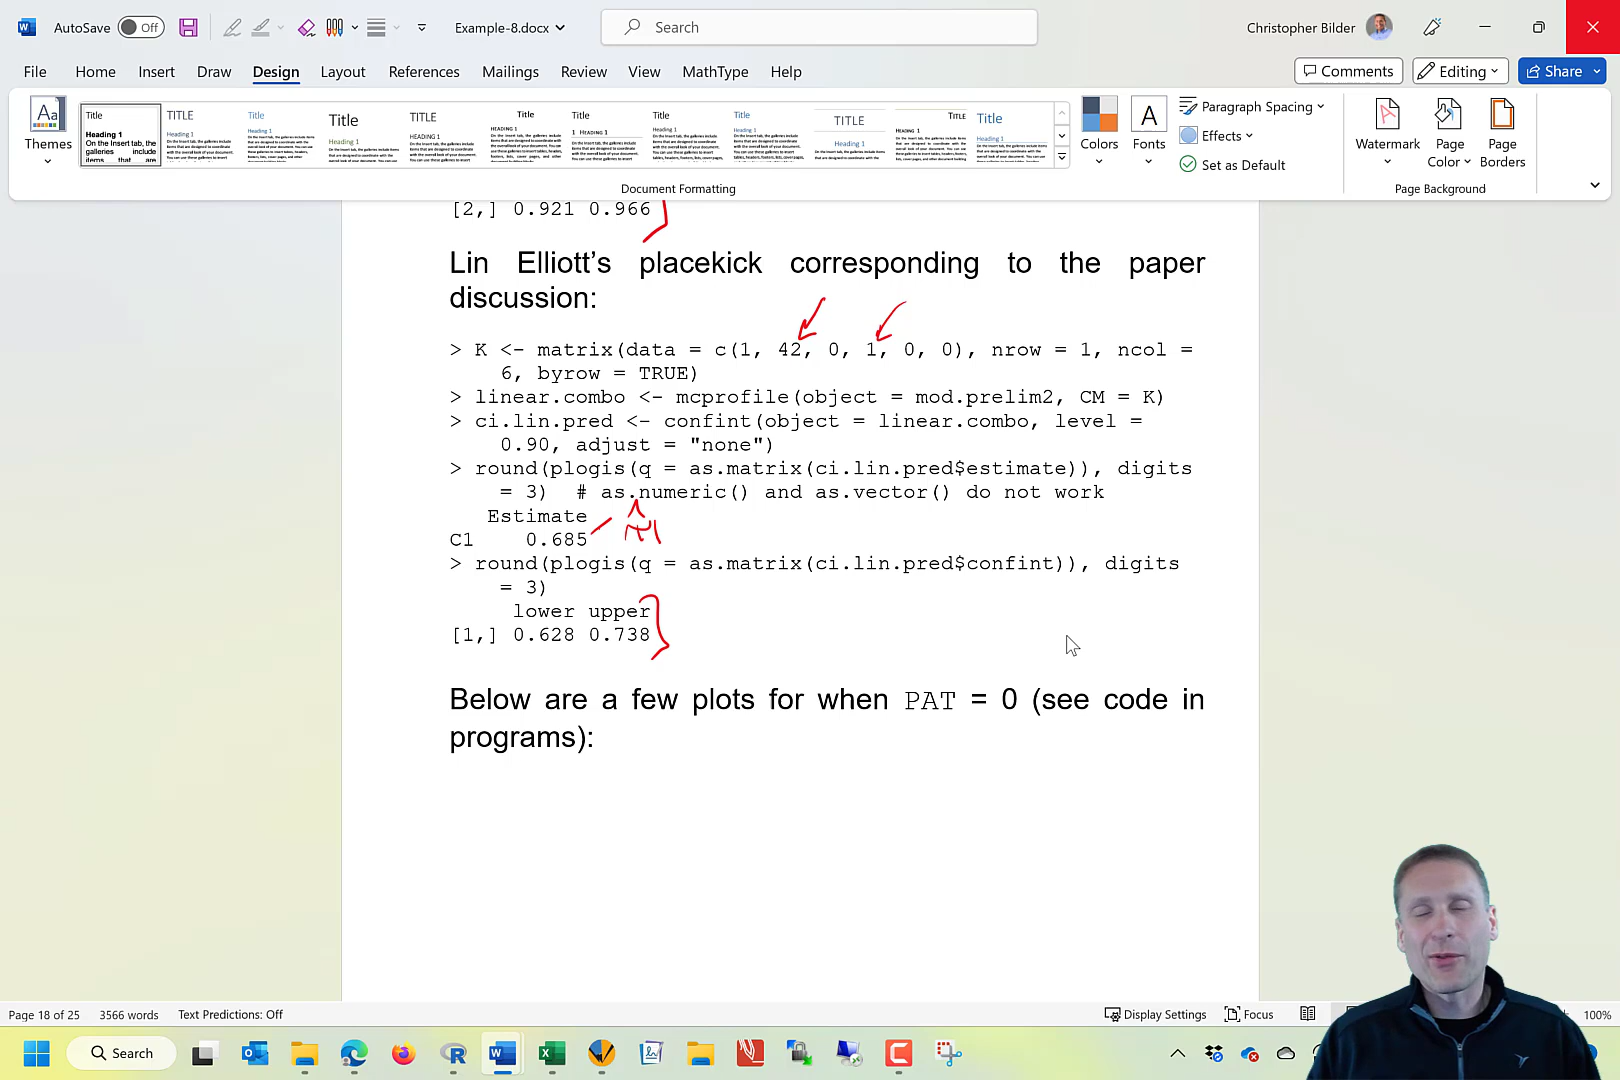 AutoSave Off Example-8.docx Search Christopher Bilder
File Home Insert Draw Design Layout References Mailings Review View MathType Help Comments Editing Share
Themes Colors Fonts Paragraph Spacing Effects Set as Default Watermark Page Color Page Borders
Document Formatting Page Background
[2,] 0.921 0.966
Lin Elliott’s placekick corresponding to the paper
discussion:
> K <- matrix(data = c(1, 42, 0, 1, 0, 0), nrow = 1, ncol =
6, byrow = TRUE)
> linear.combo <- mcprofile(object = mod.prelim2, CM = K)
> ci.lin.pred <- confint(object = linear.combo, level =
0.90, adjust = "none")
> round(plogis(q = as.matrix(ci.lin.pred$estimate)), digits
= 3) # as.numeric() and as.vector() do not work
Estimate
C1 0.685
> round(plogis(q = as.matrix(ci.lin.pred$confint)), digits
= 3)
lower upper
[1,] 0.628 0.738
Below are a few plots for when PAT = 0 (see code in
programs):
Page 18 of 25 3566 words Text Predictions: Off Display Settings Focus 100%
Search